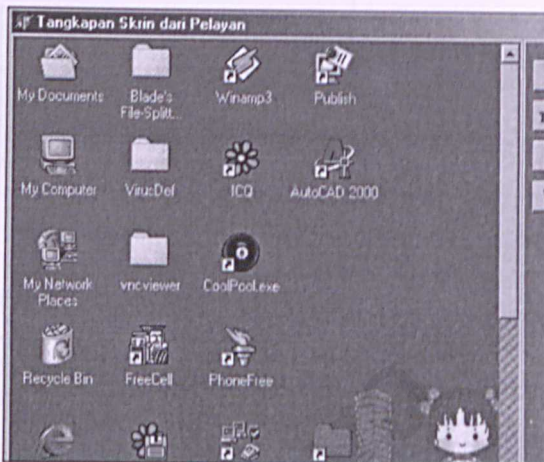 Tangkapan Skrin dari Pelayan
My Documents
Blade's
File-Splitt...
Winamp3
Publish
My Computer
VirusDef
ICQ
AutoCAD 2000
My Network
Places
vncviewer
CoolPool.exe
Recycle Bin
FreeCell
PhoneFree